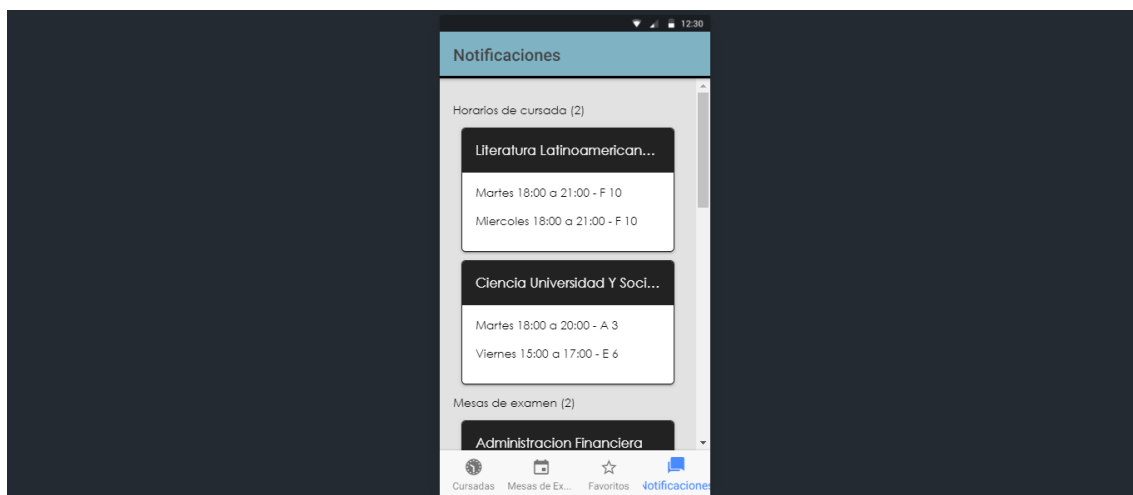 12:30
Notificaciones
Horarios de cursada (2)
Literatura Latinoamerican...
Martes 18:00 a 21:00 - F 10
Miercoles 18:00 a 21:00 - F 10
Ciencia Universidad Y Soci...
Martes 18:00 a 20:00 - A 3
Viernes 15:00 a 17:00 - E 6
Mesas de examen (2)
Administracion Financiera
Cursadas Mesas de Ex... Favoritos Notificaciones